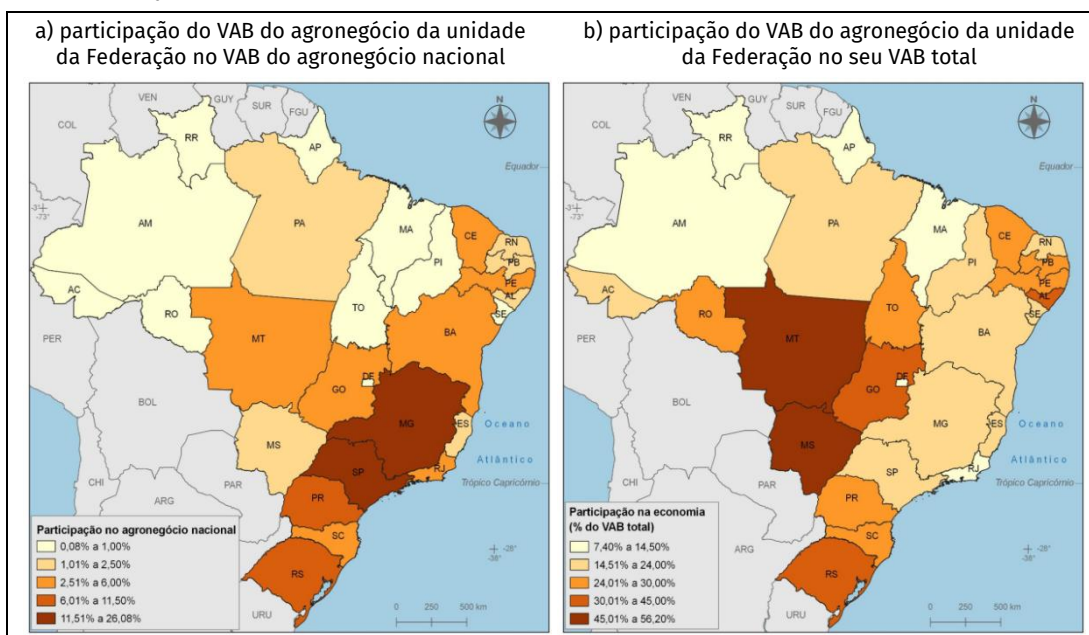 a) participação do VAB do agronegócio da unidade
da Federação no VAB do agronegócio nacional
VEN
GUY
SUR
FGU
COL
RR
AP
N
Equador
-3°
-73°
AM
PA
MA
CE
RN
PB
PE
AL
SE
PI
AC
RO
TO
BA
MT
PER
BOL
GO
DF
MG
ES
Oceano
Atlântico
MS
SP
RJ
Trópico Capricórnio
CHI
PAR
ARG
PR
SC
RS
URU
-28°
-38°
Participação no agronegócio nacional
0,08% a 1,00%
1,01% a 2,50%
2,51% a 6,00%
6,01% a 11,50%
11,51% a 26,08%
0 250 500 km
b) participação do VAB do agronegócio da unidade
da Federação no seu VAB total
VEN
GUY
SUR
FGU
COL
RR
AP
N
Equador
-3°
-73°
AM
PA
MA
CE
RN
PB
PE
AL
SE
PI
AC
RO
TO
BA
MT
PER
BOL
GO
DF
MG
ES
Oceano
Atlântico
MS
SP
RJ
Trópico Capricórnio
CHI
PAR
ARG
PR
SC
RS
URU
-28°
-38°
Participação na economia
(% do VAB total)
7,40% a 14,50%
14,51% a 24,00%
24,01% a 30,00%
30,01% a 45,00%
45,01% a 56,20%
0 250 500 km